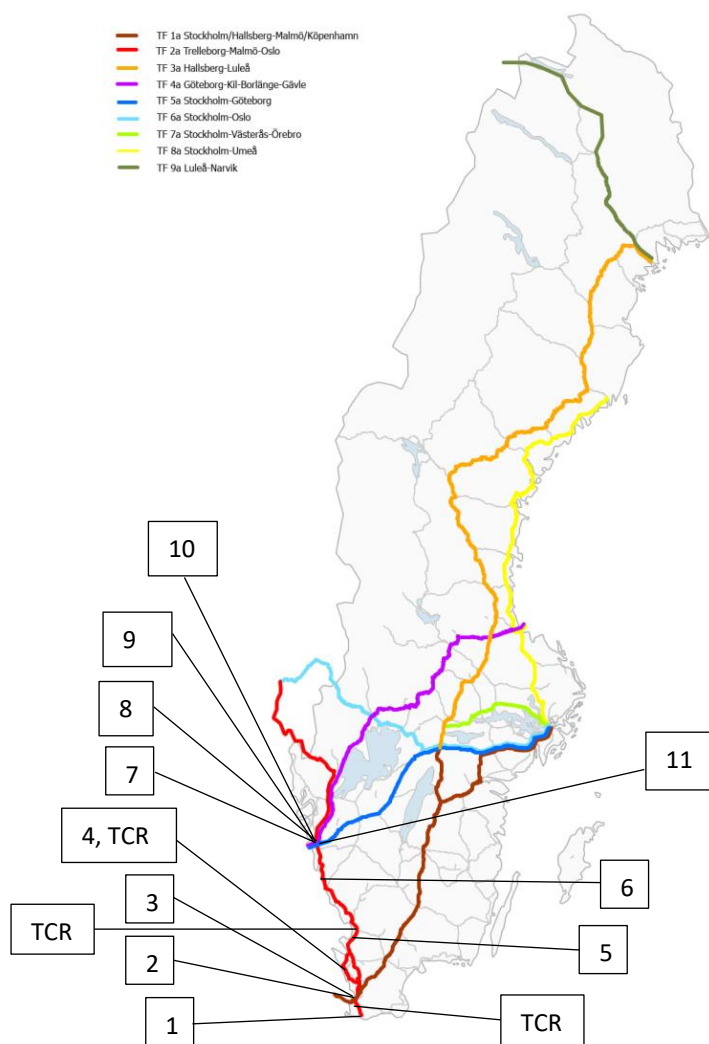 TF 1a Stockholm/Hallsberg-Malmö/Köpenhamn
TF 2a Trelleborg-Malmö-Oslo
TF 3a Hallsberg-Luleå
TF 4a Göteborg-Kil-Borlänge-Gävle
TF 5a Stockholm-Göteborg
TF 6a Stockholm-Oslo
TF 7a Stockholm-Västerås-Örebro
TF 8a Stockholm-Umeå
TF 9a Luleå-Narvik
10
9
8
7
11
4, TCR
6
3
TCR
5
2
1
TCR